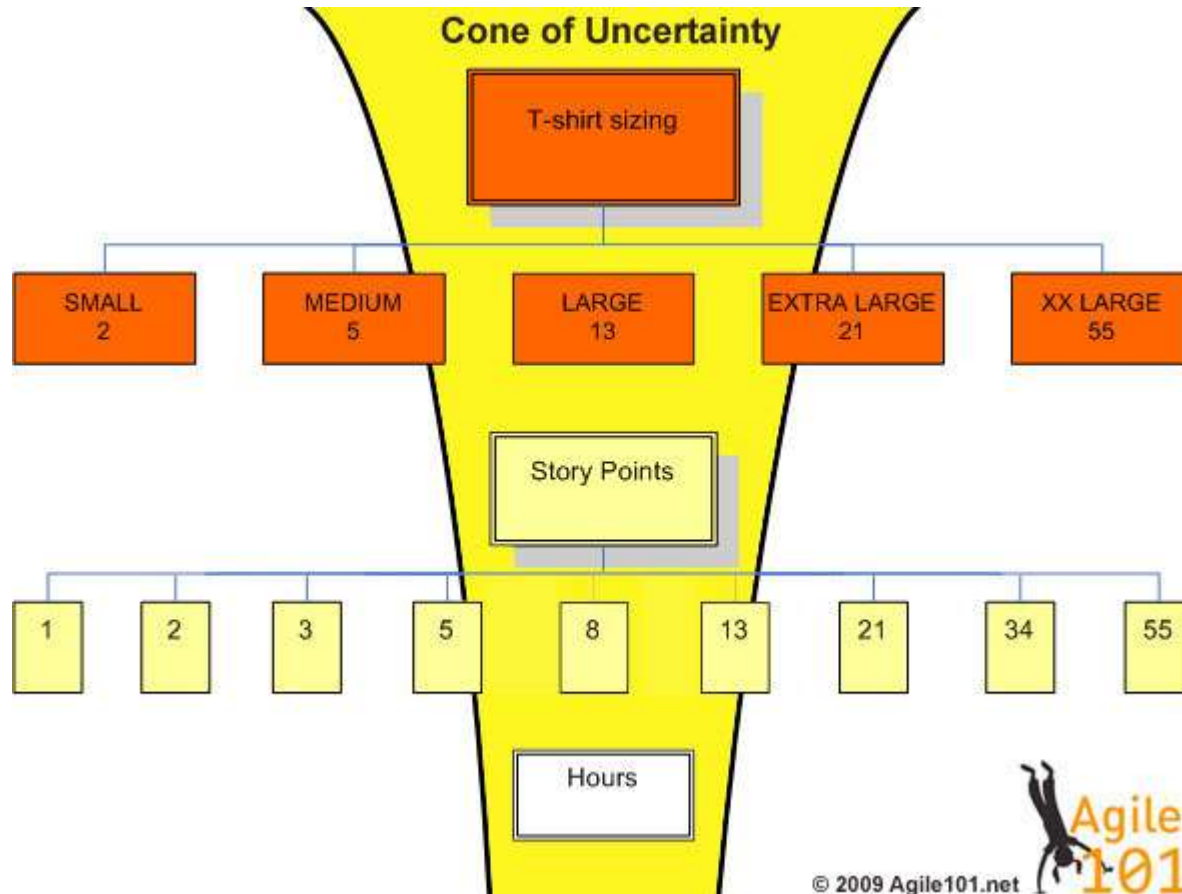 Cone of Uncertainty
T-shirt sizing
SMALL
2
MEDIUM
5
LARGE
13
EXTRA LARGE
21
XX LARGE
55
Story Points
1
2
3
5
8
13
21
34
55
Hours
Agile
101
© 2009 Agile101.net